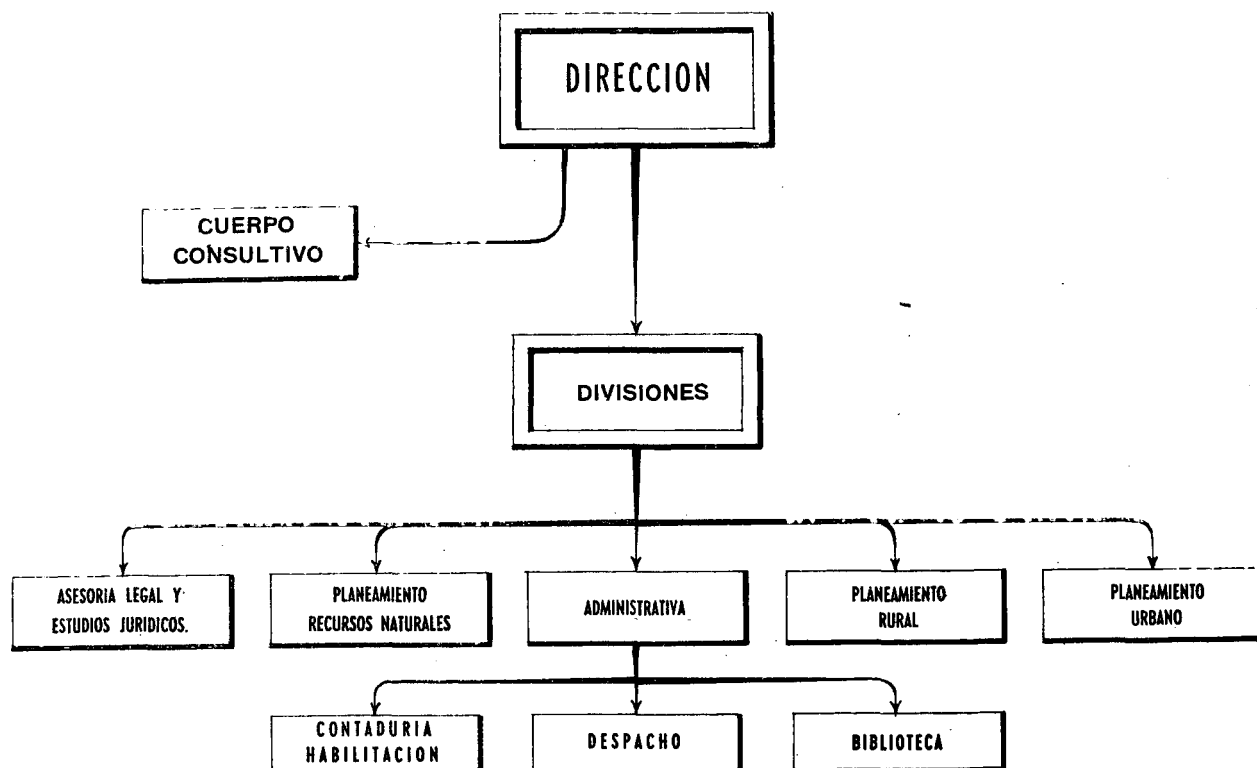 DIRECCION
CUERPO
CONSULTIVO
DIVISIONES
ASESORIA LEGAL Y
ESTUDIOS JURIDICOS.
PLANEAMIENTO
RECURSOS NATURALES
ADMINISTRATIVA
PLANEAMIENTO
RURAL
PLANEAMIENTO
URBANO
CONTADURIA
HABILITACION
DESPACHO
BIBLIOTECA